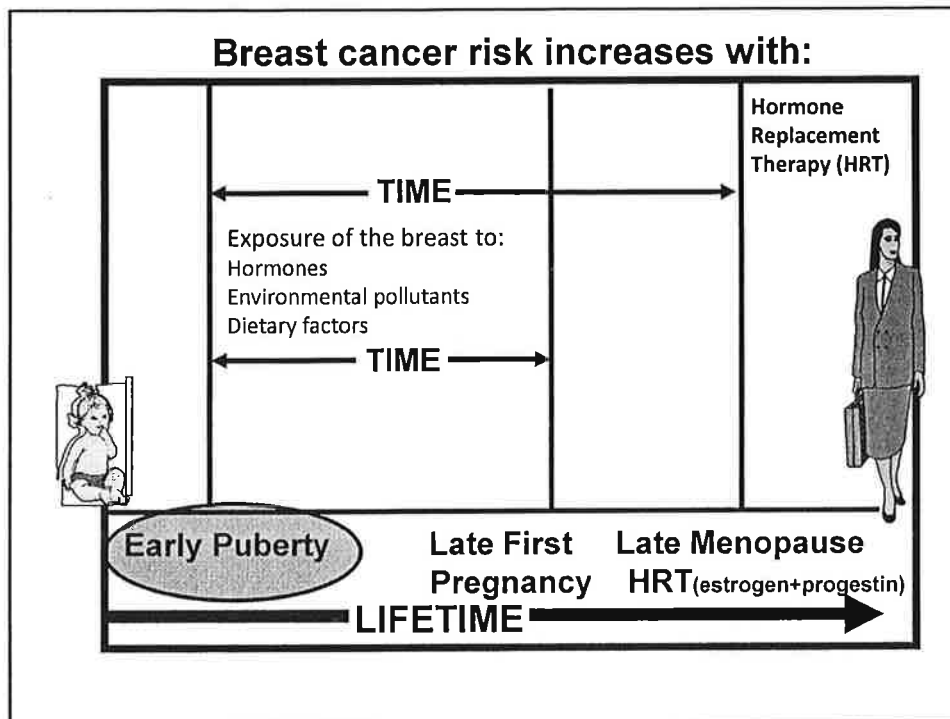 Breast cancer risk increases with:
Hormone
Replacement
Therapy (HRT)
TIME
Exposure of the breast to:
Hormones
Environmental pollutants
Dietary factors
TIME
Early Puberty
Late First
Pregnancy
Late Menopause
HRT(estrogen+progestin)
LIFETIME